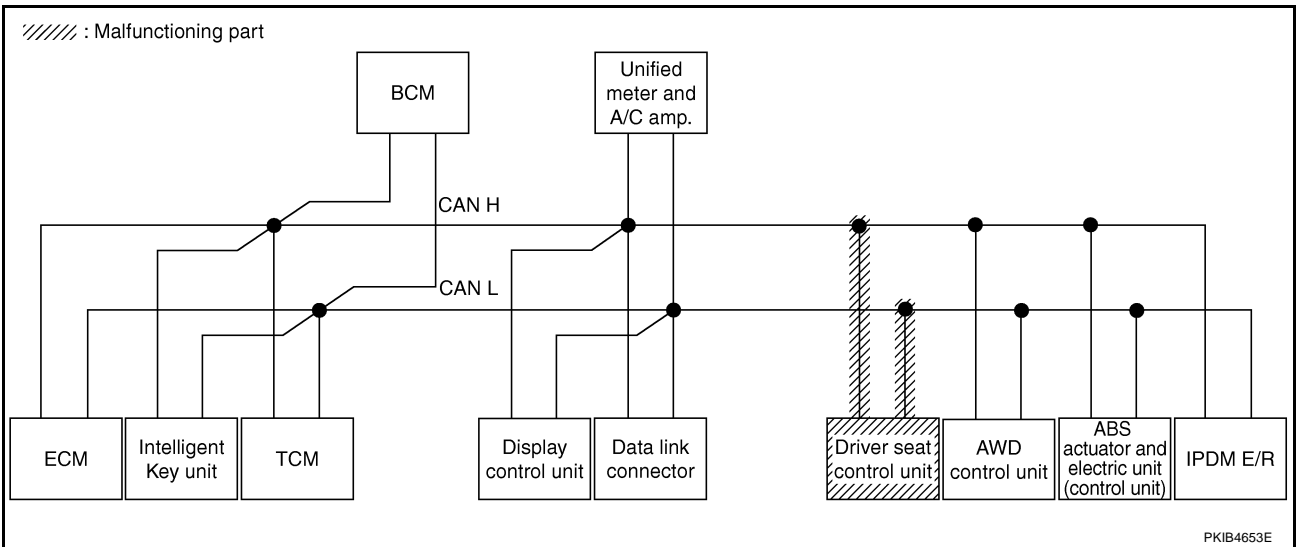 : Malfunctioning part
BCM
Unified
meter and
A/C amp.
CAN H
CAN L
ECM
Intelligent
Key unit
TCM
Display
control unit
Data link
connector
Driver seat
control unit
AWD
control unit
ABS
actuator and
electric unit
(control unit)
IPDM E/R
PKIB4653E